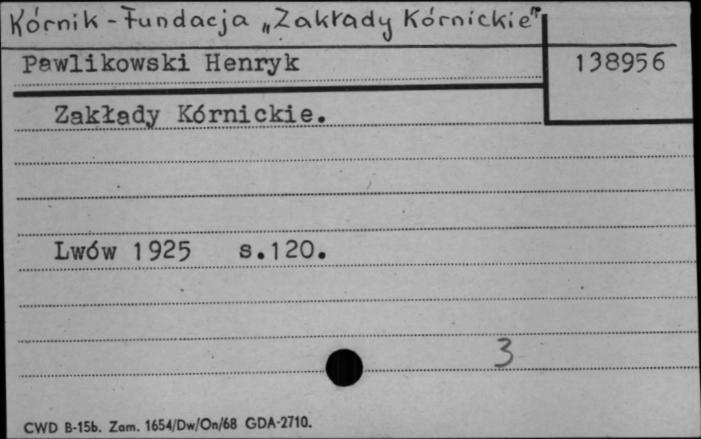 Kórnik - Fundacja „Zakłady Kórnickie"
Pawlikowski Henryk 138956
Zakłady Kórnickie.
Lwów 1925 s.120.
3
CWD B-15b. Zam. 1654/Dw/On/68 GDA-2710.